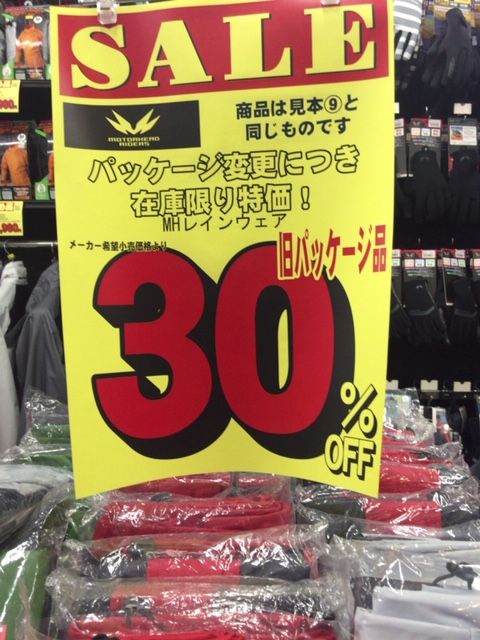 SALE
MOTORHEAD
RIDERS
商品は見本⑨と
同じものです
パッケージ変更につき
在庫限り特価!
MHレインウェア
旧パッケージ品
メーカー希望小売価格より
30
%
OFF